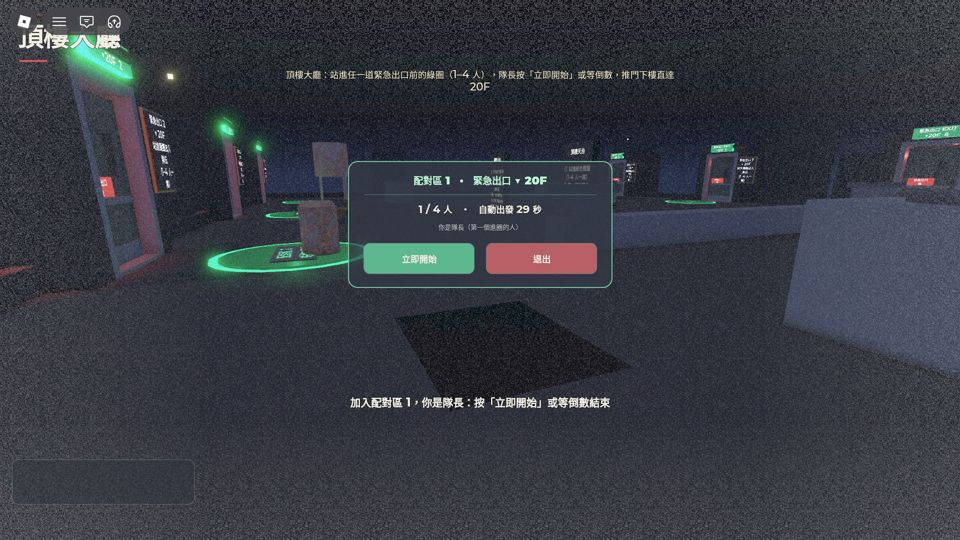 頂樓大廳
頂樓大廳：站進任一道緊急出口前的綠圈（1–4 人），隊長按「立即開始」或等倒數，推門下樓直達
20F
配對區 1 • 緊急出口 ▼ 20F
1 / 4 人 • 自動出發 29 秒
你是隊長（第一個進圈的人）
立即開始
退出
加入配對區 1，你是隊長：按「立即開始」或等倒數結束